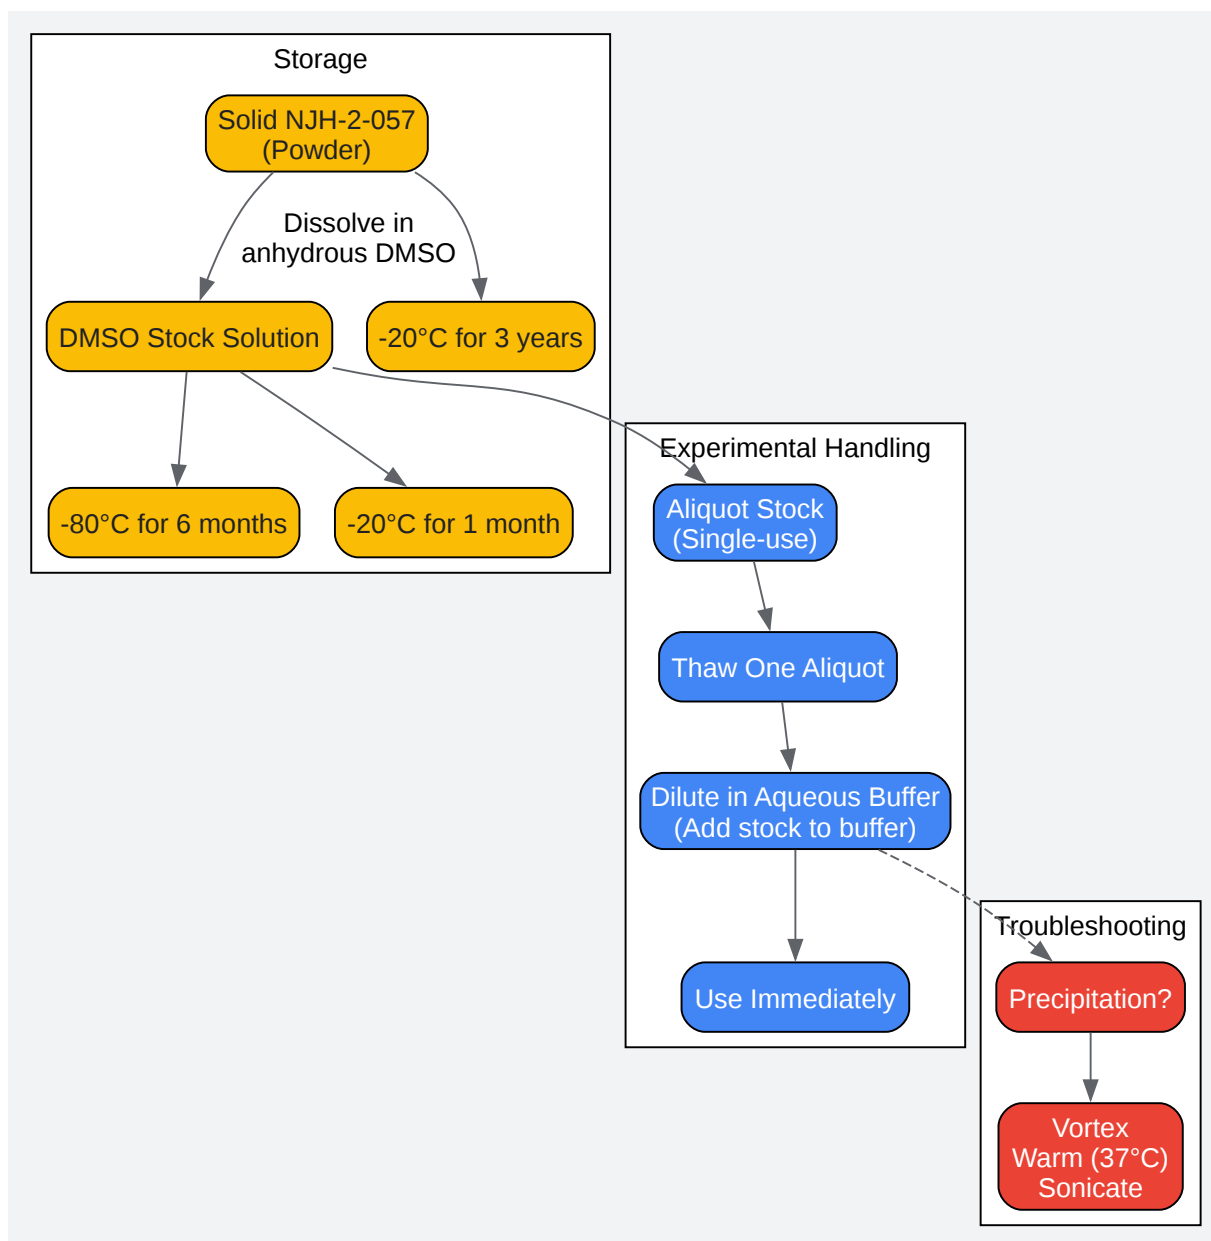 Storage
Solid NJH-2-057
(Powder)
Dissolve in
anhydrous DMSO
DMSO Stock Solution
-20°C for 3 years
-80°C for 6 months
-20°C for 1 month
Experimental Handling
Aliquot Stock
(Single-use)
Thaw One Aliquot
Dilute in Aqueous Buffer
(Add stock to buffer)
Use Immediately
Troubleshooting
Precipitation?
Vortex
Warm (37°C)
Sonicate